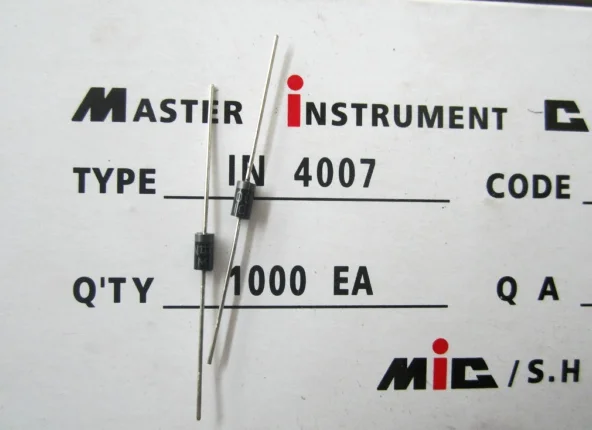 MASTER INSTRUMENT C
TYPE IN 4007 CODE
Q'TY 1000 EA Q A
MiC / S.H